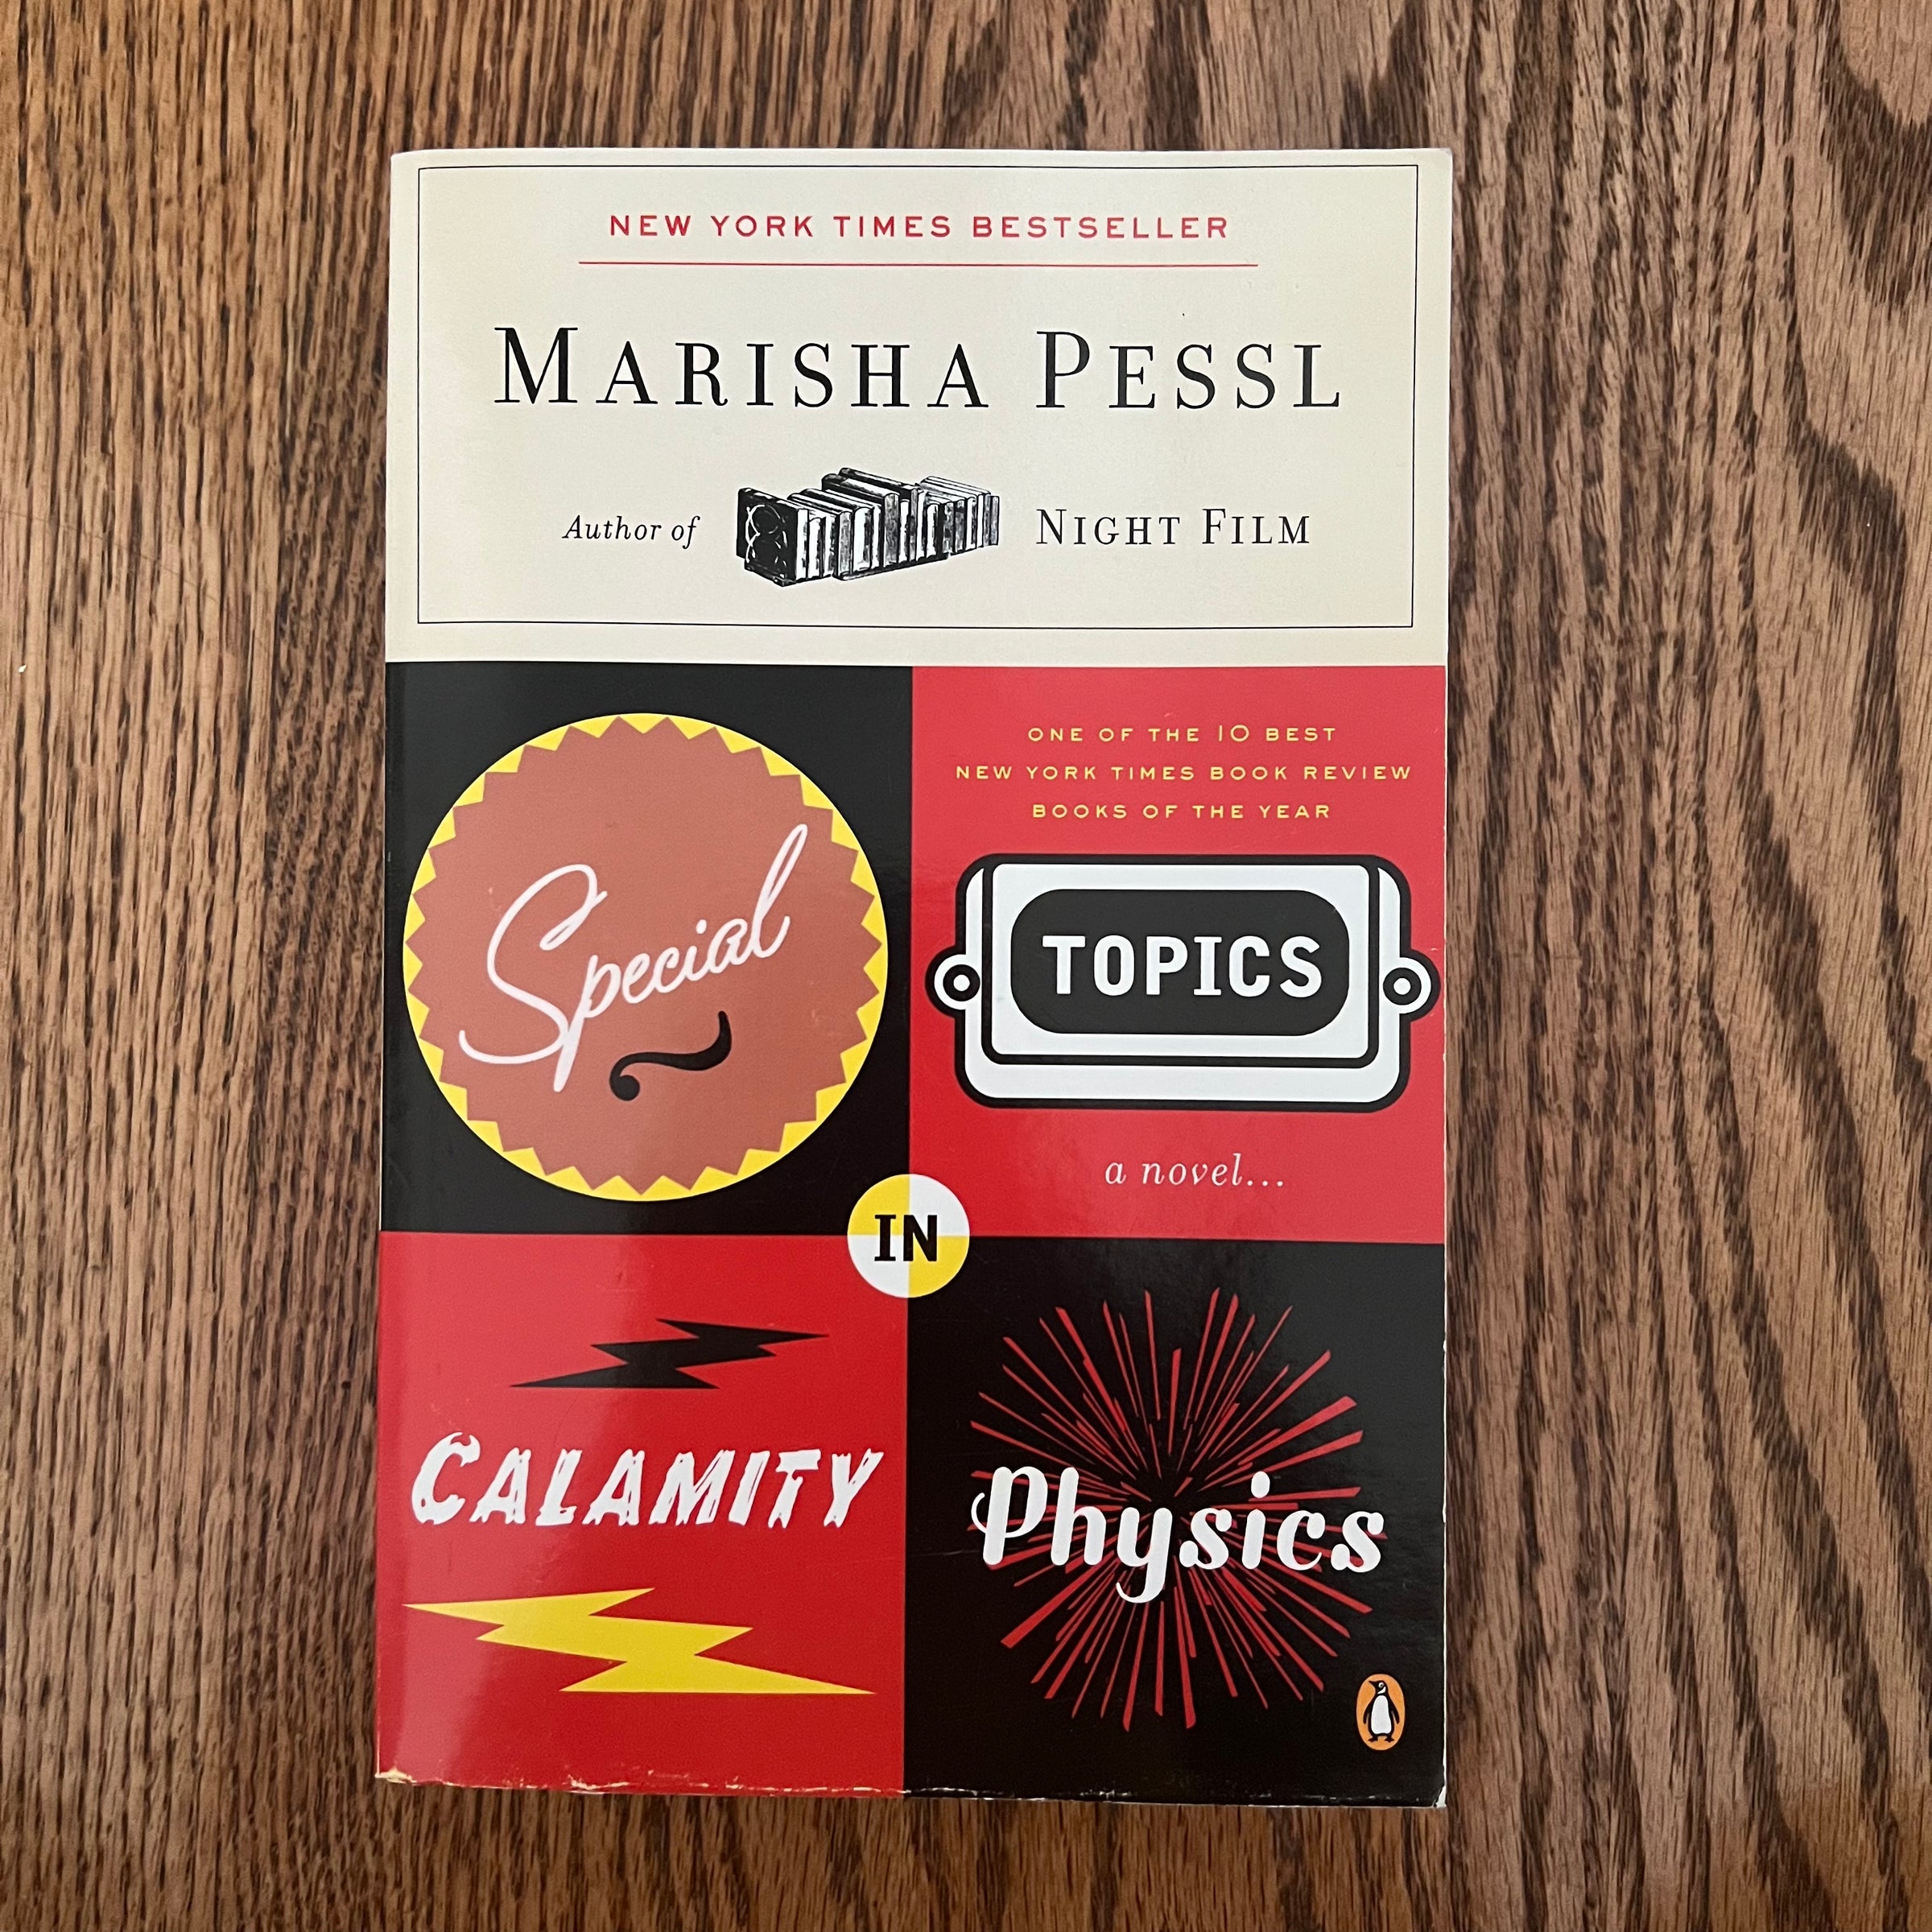 NEW YORK TIMES BESTSELLER
MARISHA PESSL
Author of NIGHT FILM
Special
ONE OF THE 10 BEST
NEW YORK TIMES BOOK REVIEW
BOOKS OF THE YEAR
TOPICS
a novel...
IN
CALAMITY
Physics